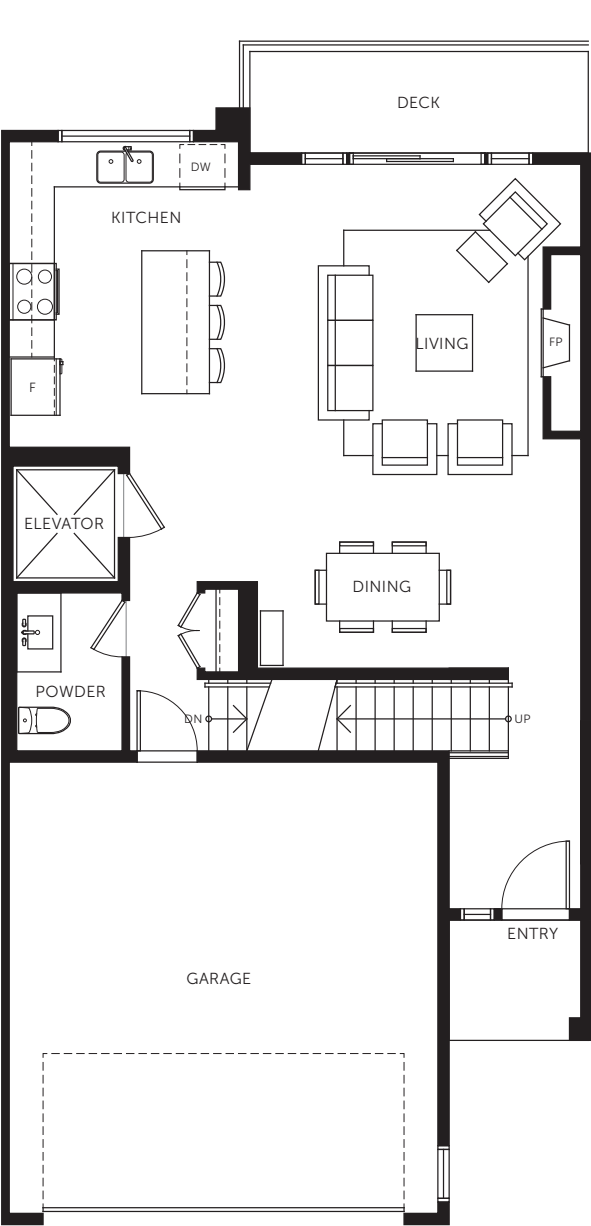 DECK
DW
KITCHEN
LIVING
FP
F
ELEVATOR
DINING
POWDER
DN
UP
ENTRY
GARAGE